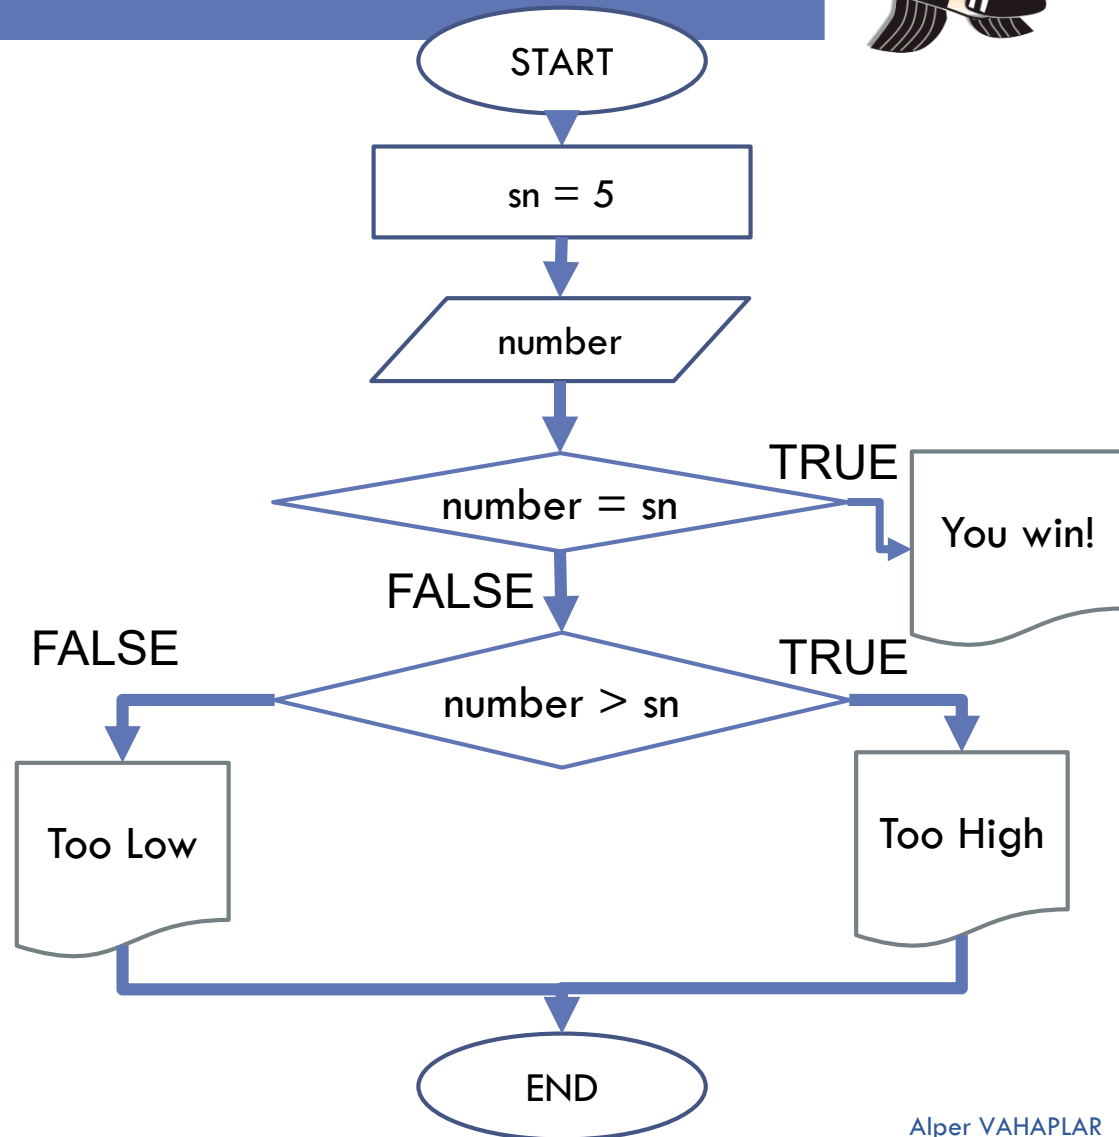 START
sn = 5
number
TRUE
number = sn
You win!
FALSE
FALSE
TRUE
number > sn
Too Low
Too High
END
Alper VAHAPLAR